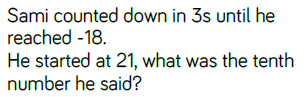 Sami counted down in 3s until he
reached -18.
He started at 21, what was the tenth
number he said?